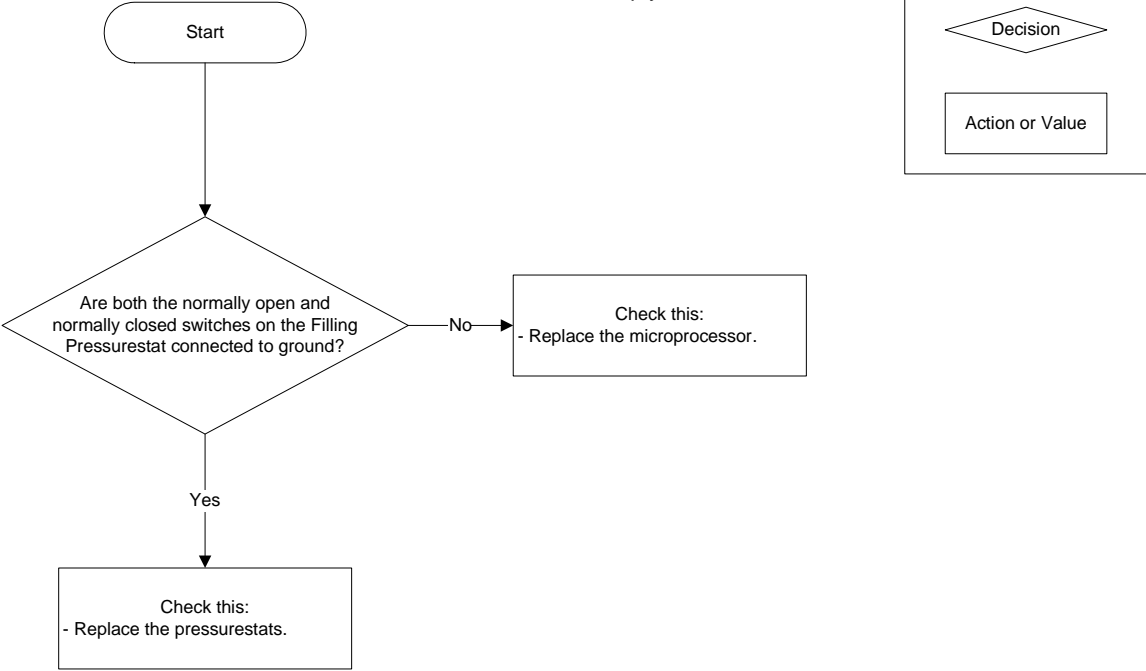 Start
Decision
Action or Value
Are both the normally open and
normally closed switches on the Filling
Pressurestat connected to ground?
No
Check this:
- Replace the microprocessor.
Yes
Check this:
- Replace the pressurestats.